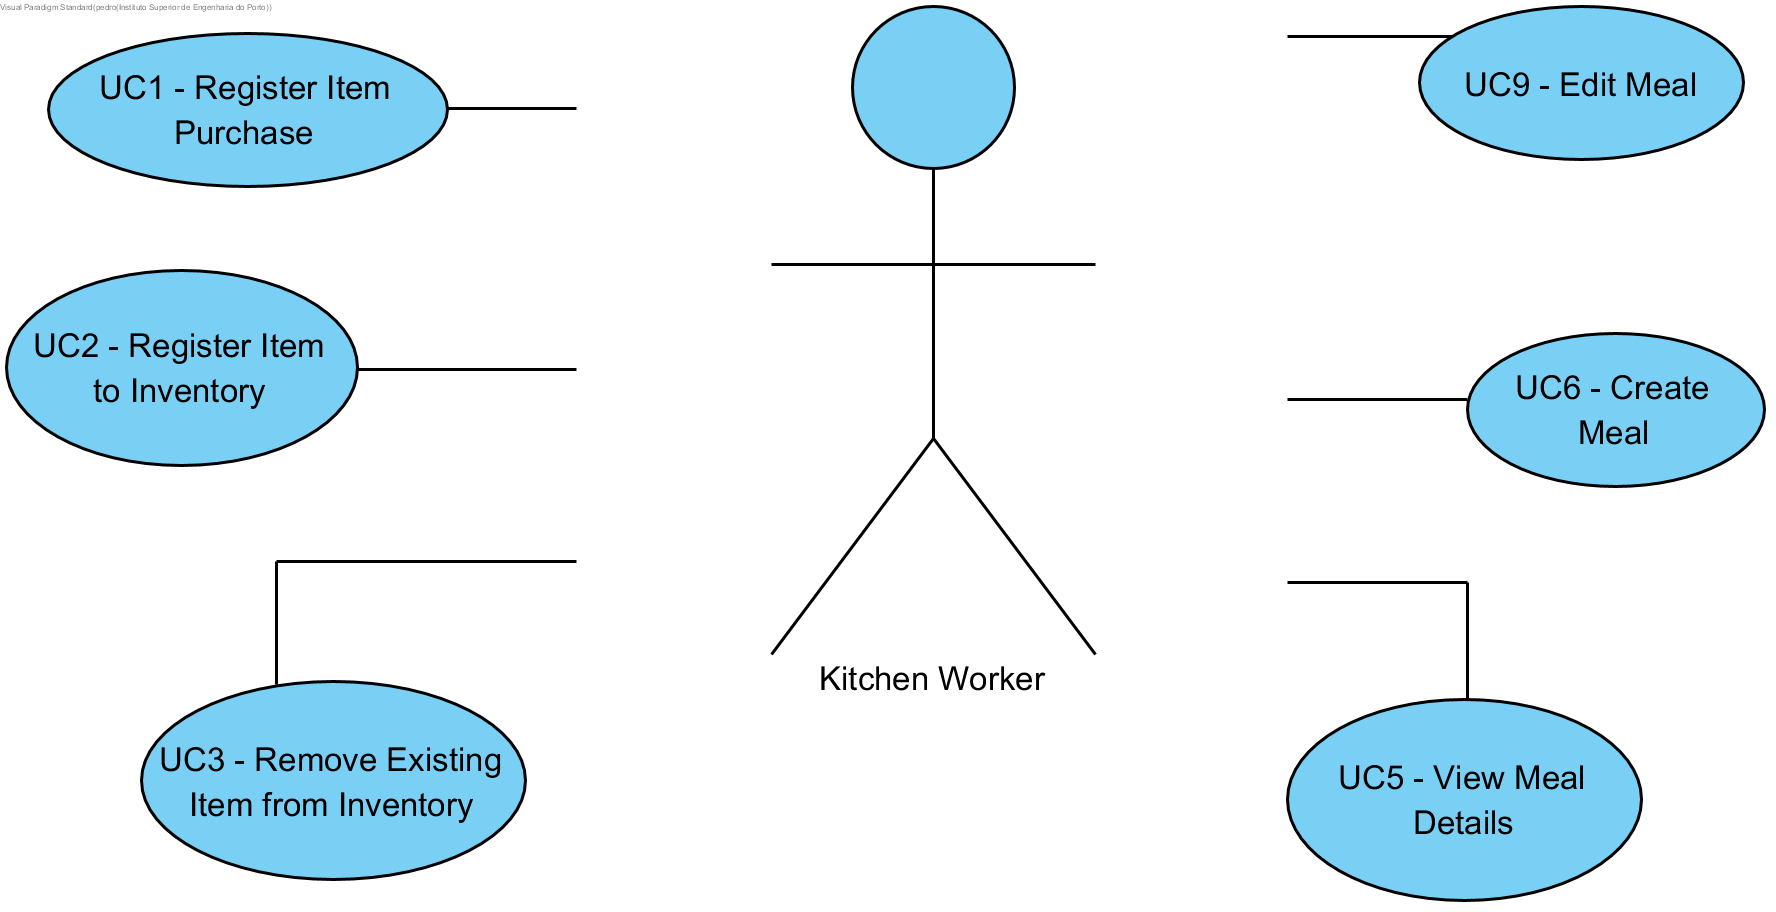 Visual Paradigm Standard(pedro(Instituto Superior de Engenharia do Porto))
UC1 - Register Item
Purchase
UC9 - Edit Meal
UC2 - Register Item
to Inventory
UC6 - Create
Meal
Kitchen Worker
UC3 - Remove Existing
Item from Inventory
UC5 - View Meal
Details